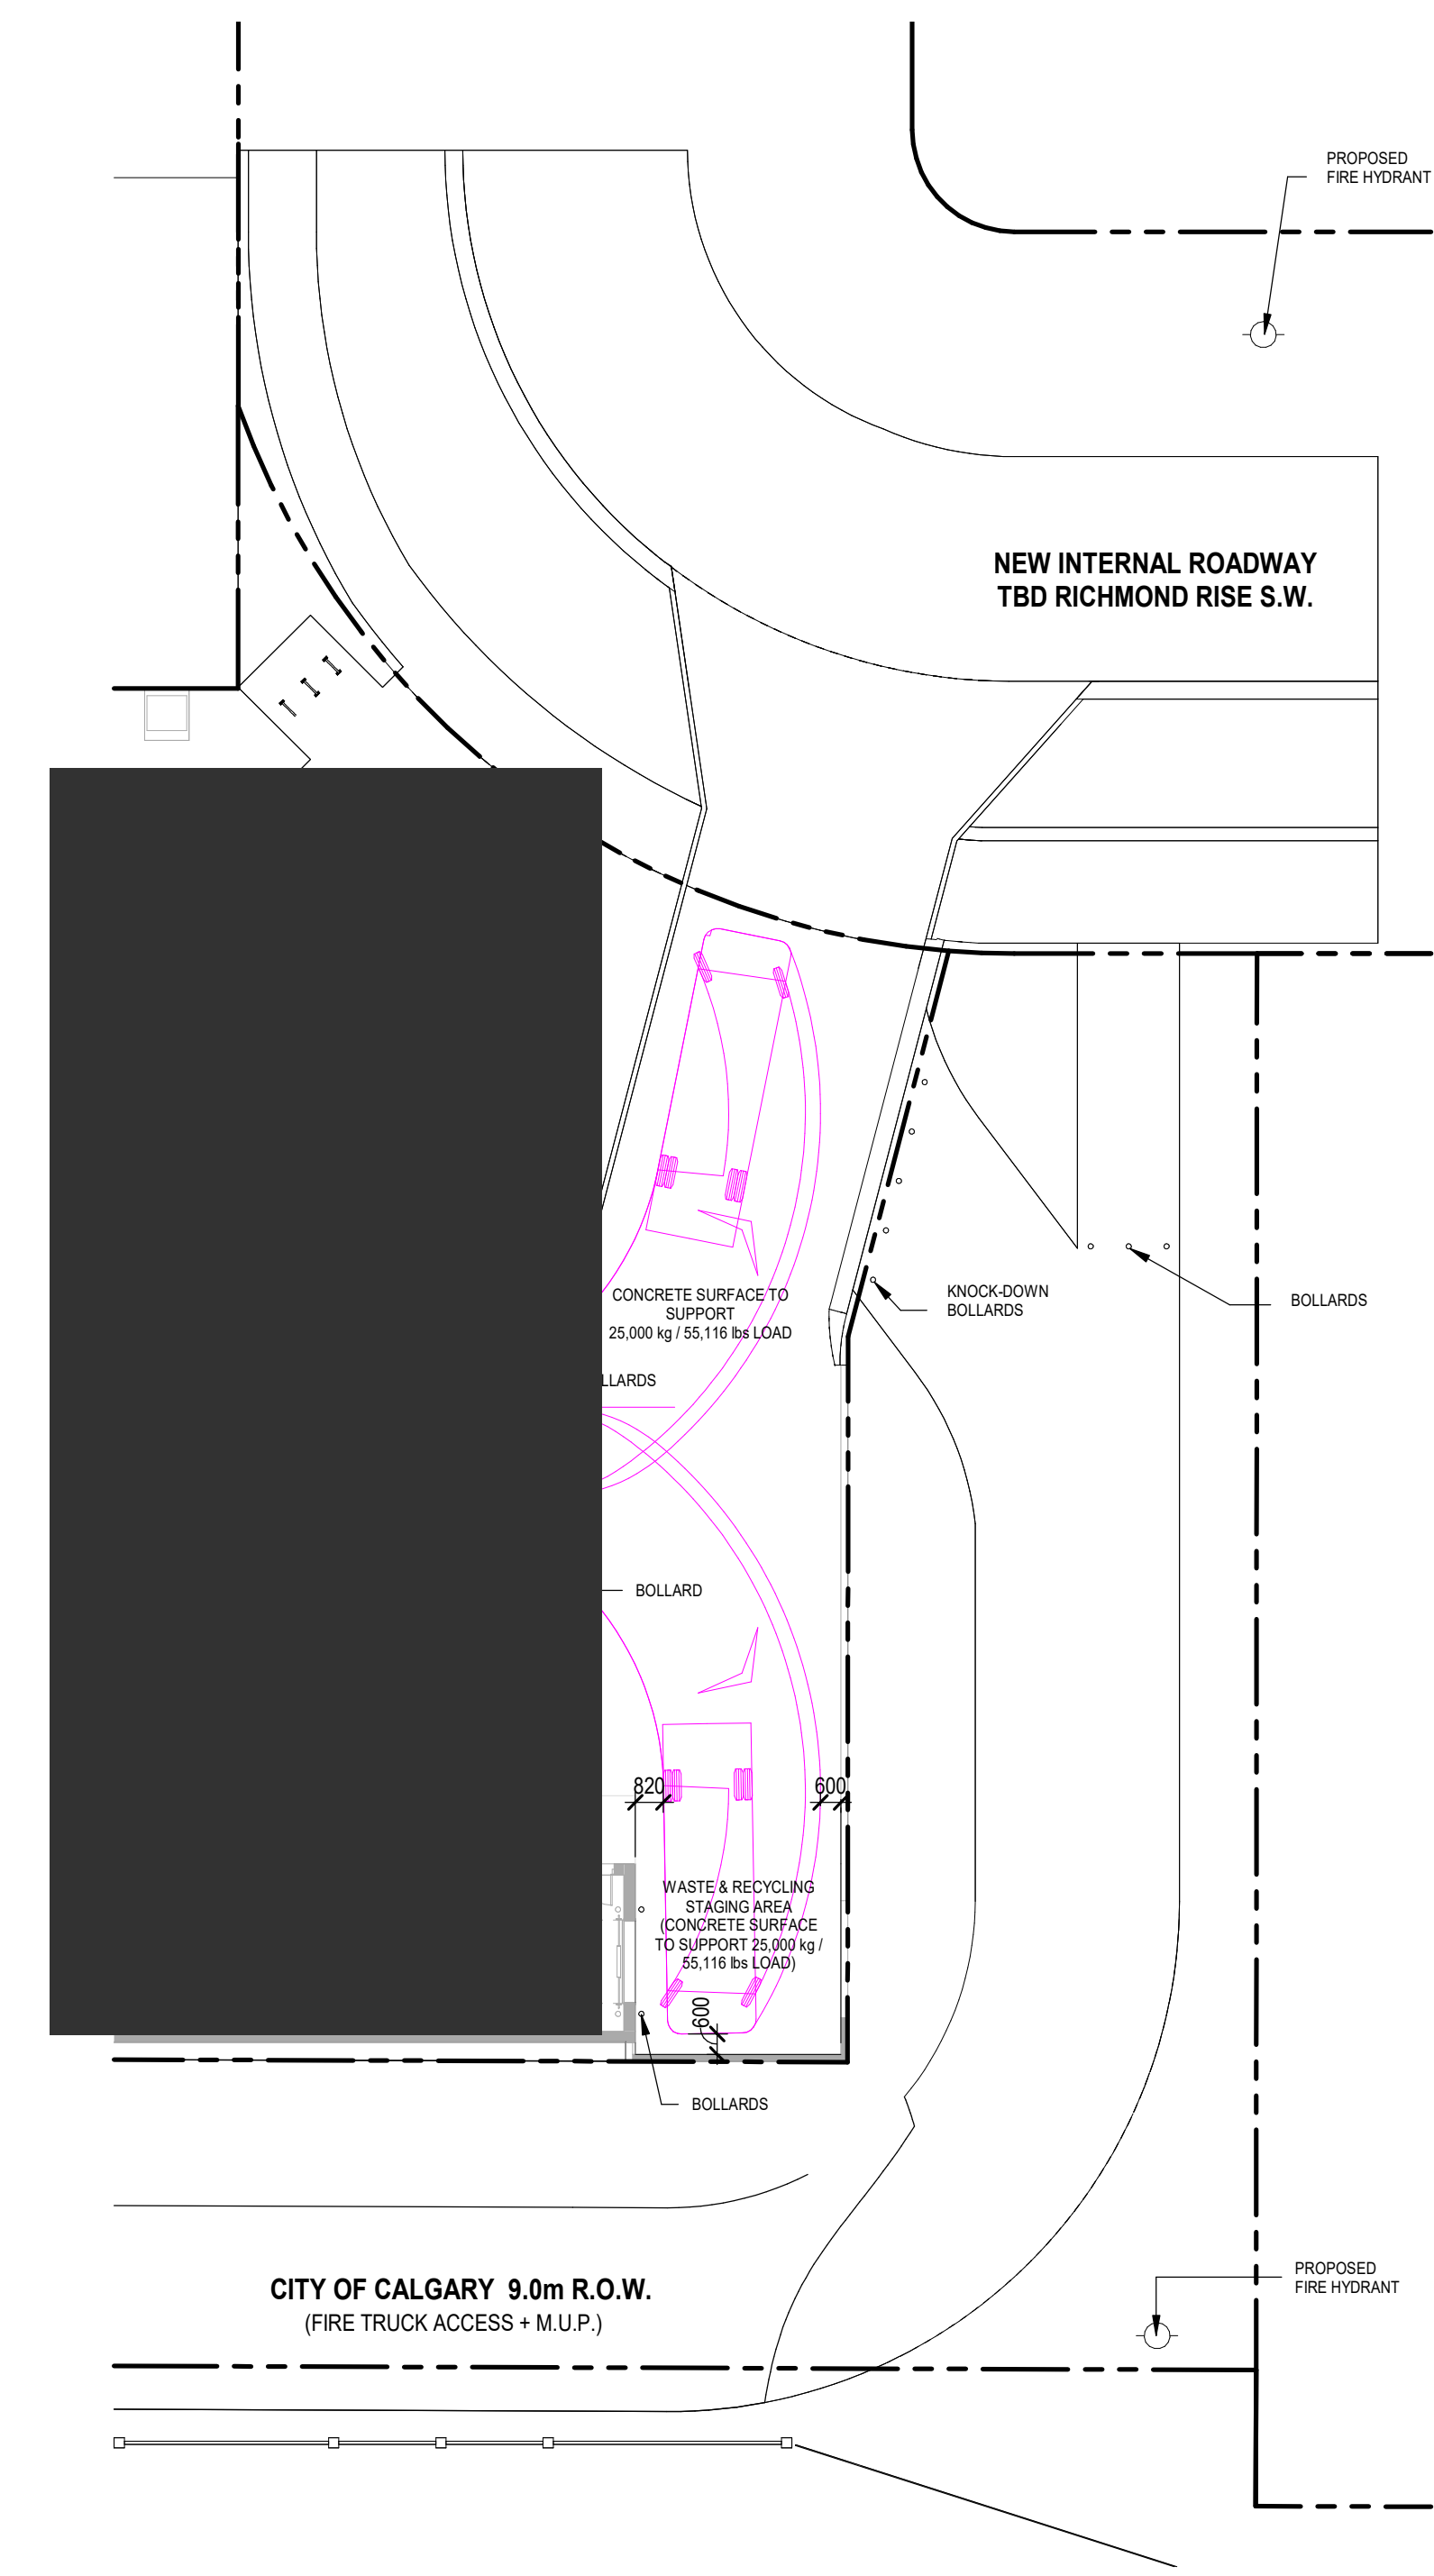 PROPOSED
FIRE HYDRANT
NEW INTERNAL ROADWAY
TBD RICHMOND RISE S.W.
CONCRETE SURFACE TO
SUPPORT
25,000 kg / 55,116 lbs LOAD
KNOCK-DOWN
BOLLARDS
BOLLARDS
LLARDS
BOLLARD
820
600
WASTE & RECYCLING
STAGING AREA
(CONCRETE SURFACE
TO SUPPORT 25,000 kg /
55,116 lbs LOAD)
600
BOLLARDS
CITY OF CALGARY 9.0m R.O.W.
(FIRE TRUCK ACCESS + M.U.P.)
PROPOSED
FIRE HYDRANT